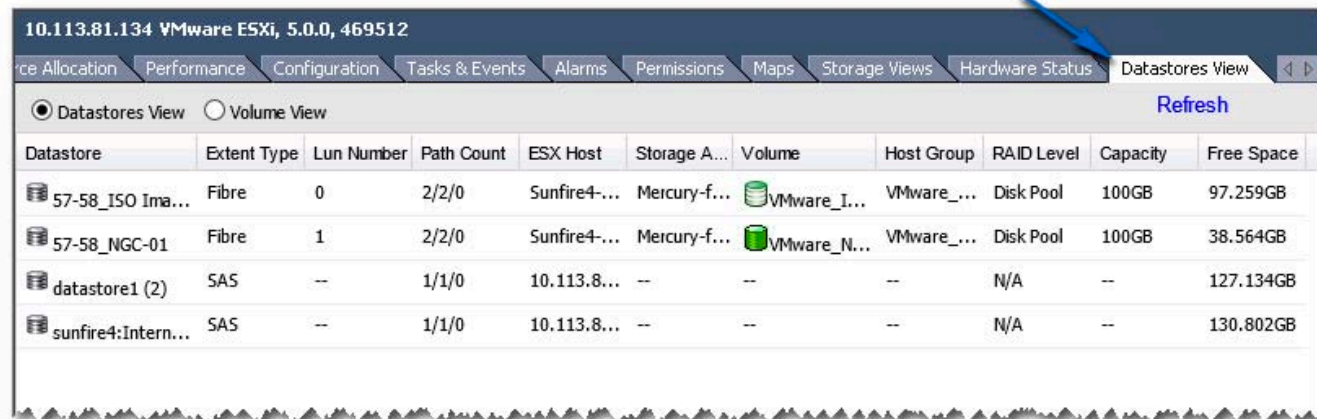 10.113.81.134 VMware ESXi, 5.0.0, 469512
rce Allocation Performance Configuration Tasks & Events Alarms Permissions Maps Storage Views Hardware Status Datastores View
Datastores View Volume View Refresh
Datastore Extent Type Lun Number Path Count ESX Host Storage A... Volume Host Group RAID Level Capacity Free Space
57-58_ISO Ima... Fibre 0 2/2/0 Sunfire4-... Mercury-f... VMware_I... VMware_... Disk Pool 100GB 97.259GB
57-58_NGC-01 Fibre 1 2/2/0 Sunfire4-... Mercury-f... VMware_N... VMware_... Disk Pool 100GB 38.564GB
datastore1 (2) SAS -- 1/1/0 10.113.8... -- -- -- N/A -- 127.134GB
sunfire4:Intern... SAS -- 1/1/0 10.113.8... -- -- -- N/A -- 130.802GB